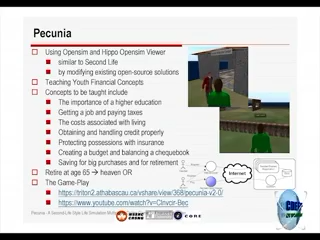 Pecunia
Using Opensim and Hippo Opensim Viewer
similar to Second Life
by modifying existing open-source solutions
Teaching Youth Financial Concepts
Concepts to be taught include
The importance of a higher education
Getting a job and paying taxes
The costs associated with living
Obtaining and handling credit properly
Protecting possessions with insurance
Creating a budget and balancing a chequebook
Saving for big purchases and for retirement
Retire at age 65 → heaven OR
The Game-Play
https://triton2.athabascau.ca/vshare/view/368/pecunia-v2-0/
https://www.youtube.com/watch?v=CInvcir-Bec
Internet
Pecunia: A Second Life Style Life Simulation
CORE